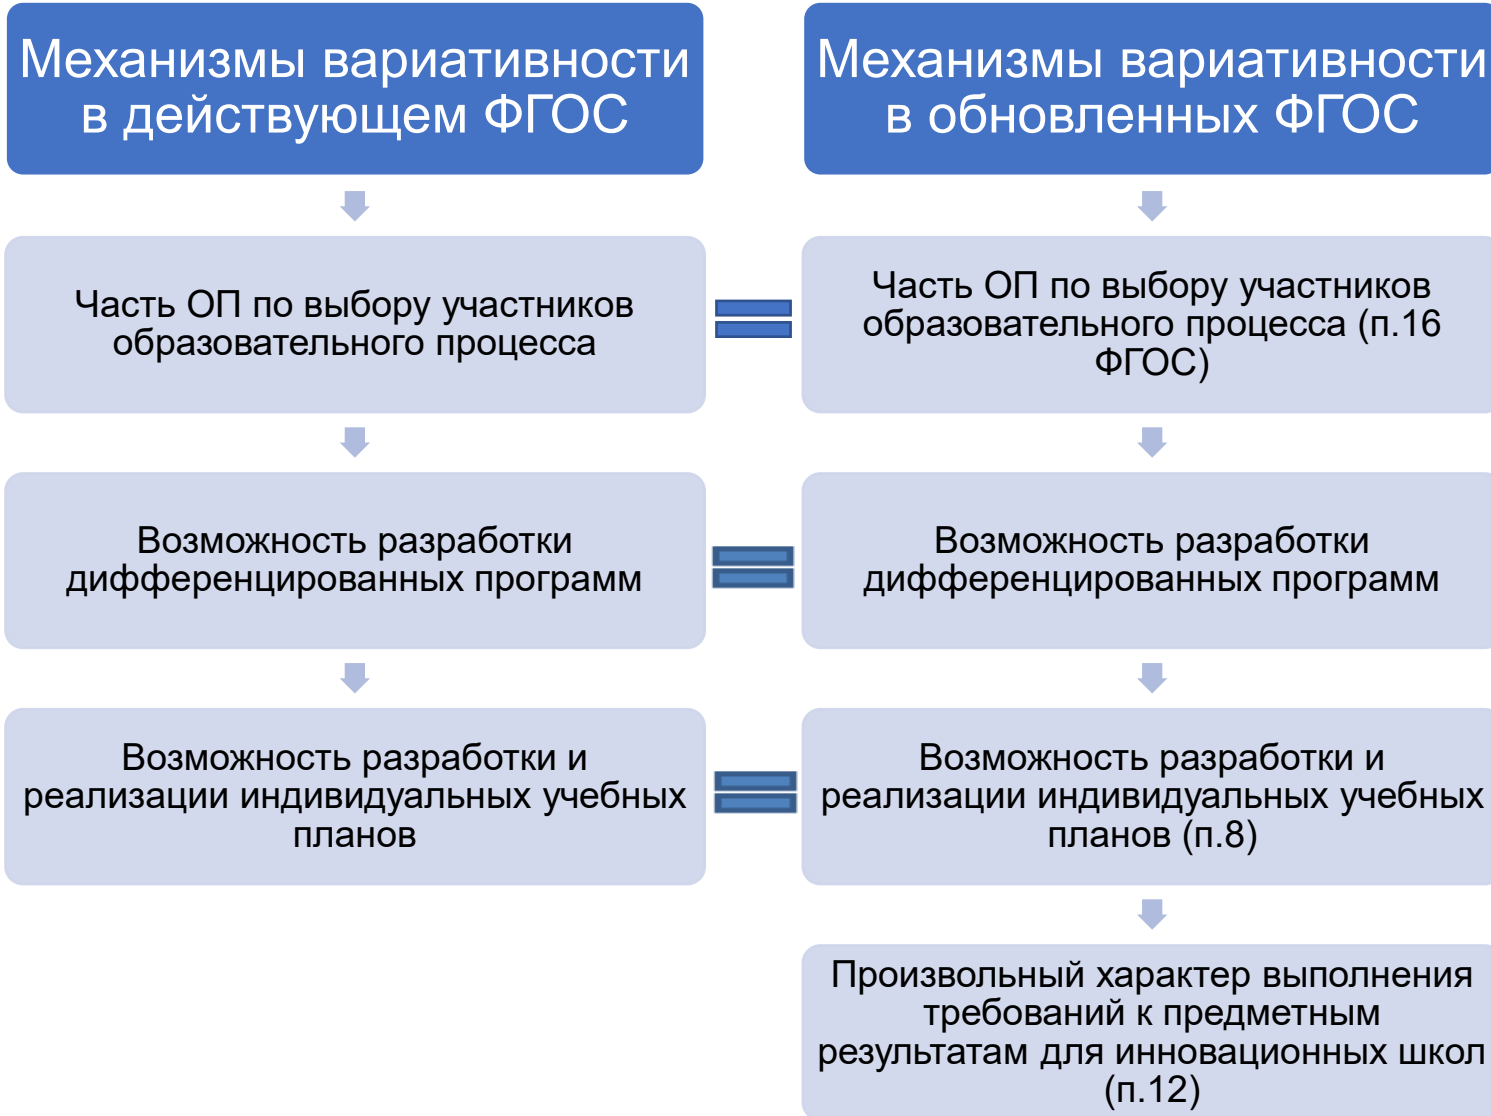 Механизмы вариативности
в действующем ФГОС
Часть ОП по выбору участников
образовательного процесса
Возможность разработки
дифференцированных программ
Возможность разработки и
реализации индивидуальных учебных
планов
Механизмы вариативности
в обновленных ФГОС
Часть ОП по выбору участников
образовательного процесса (п.16
ФГОС)
Возможность разработки
дифференцированных программ
Возможность разработки и
реализации индивидуальных учебных
планов (п.8)
Произвольный характер выполнения
требований к предметным
результатам для инновационных школ
(п.12)